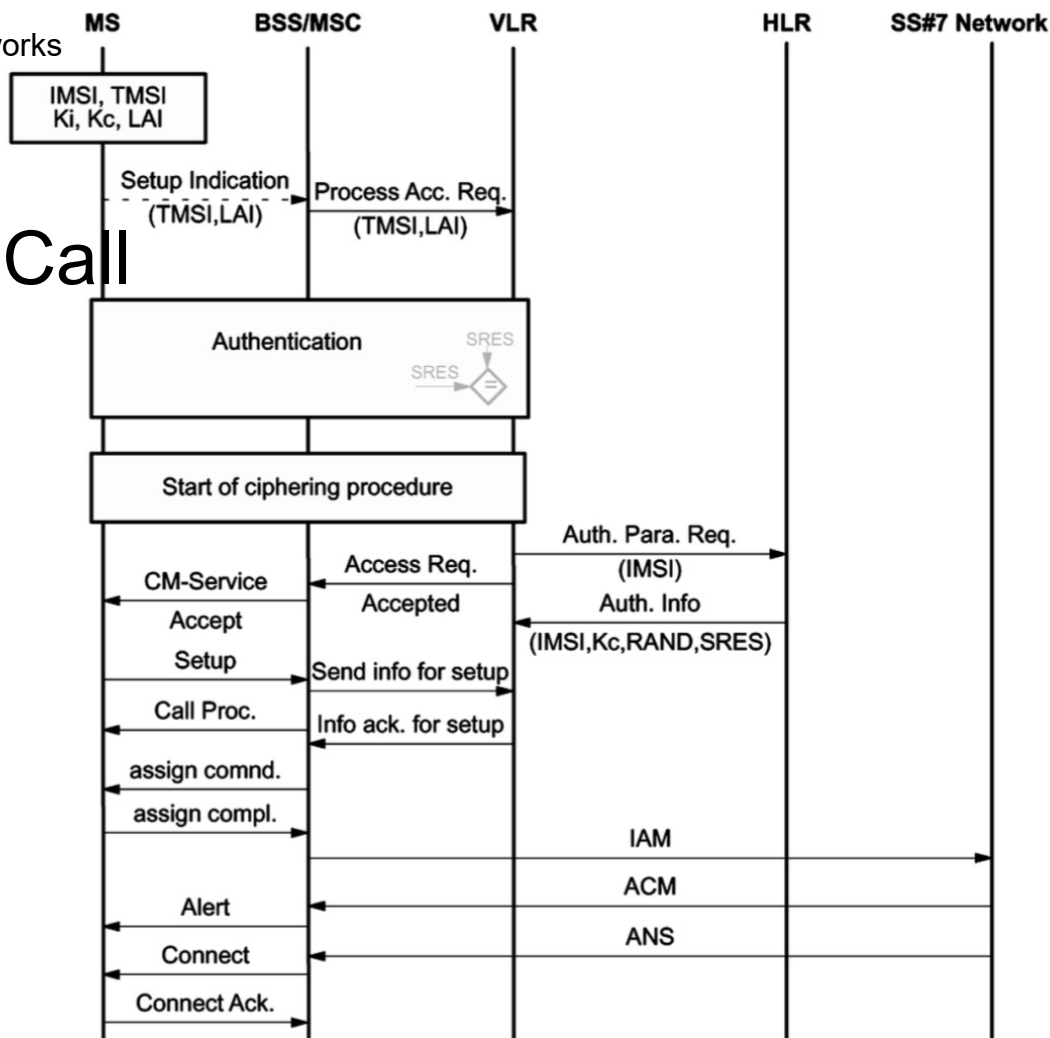 MS BSS/MSC VLR HLR SS#7 Network
IMSI, TMSI
Ki, Kc, LAI
Setup Indication
(TMSI,LAI)
Process Acc. Req.
(TMSI,LAI)
Call
Authentication
SRES
SRES
=
Start of ciphering procedure
Auth. Para. Req.
(IMSI)
Access Req.
Accepted
CM-Service
Accept
Auth. Info
(IMSI,Kc,RAND,SRES)
Setup
Send info for setup
Call Proc.
Info ack. for setup
assign comnd.
assign compl.
IAM
ACM
Alert
ANS
Connect
Connect Ack.